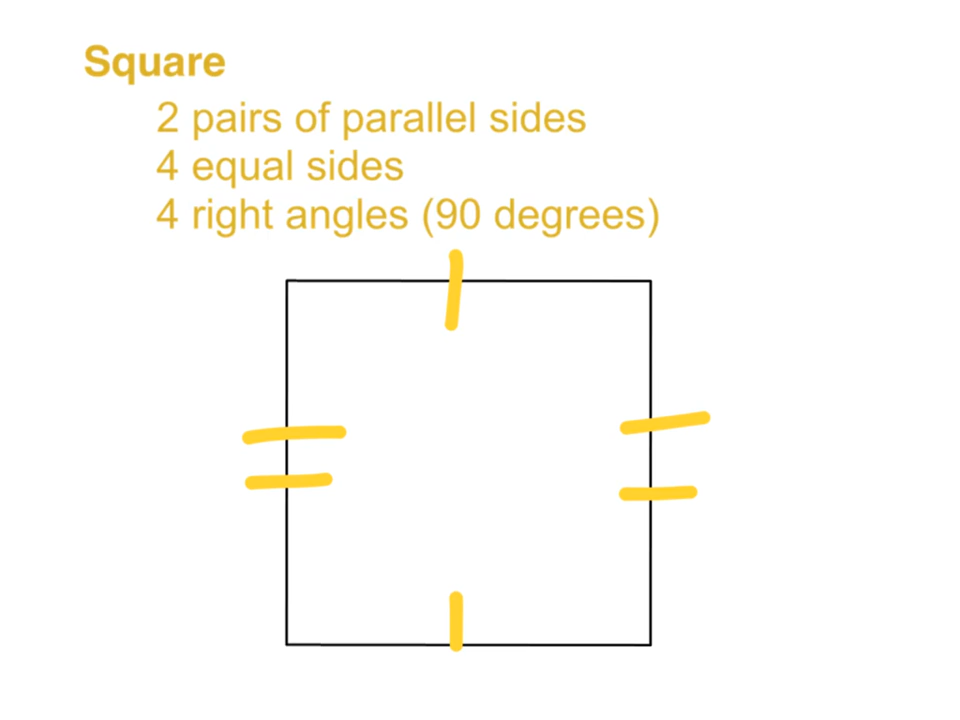 Square
2 pairs of parallel sides
4 equal sides
4 right angles (90 degrees)